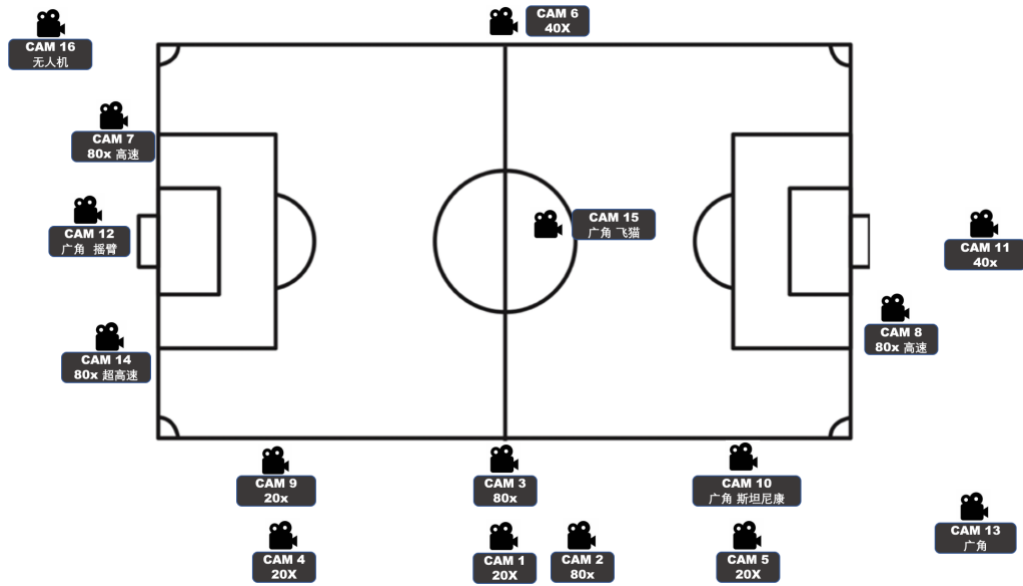 CAM 6
40X
CAM 16
无人机
CAM 7
80x 高速
CAM 12
广角 摇臂
CAM 15
广角 飞猫
CAM 11
40x
CAM 8
80x 高速
CAM 14
80x 超高速
CAM 9
20x
CAM 3
80x
CAM 10
广角 斯坦尼康
CAM 13
广角
CAM 4
20X
CAM 1
20X
CAM 2
80x
CAM 5
20X